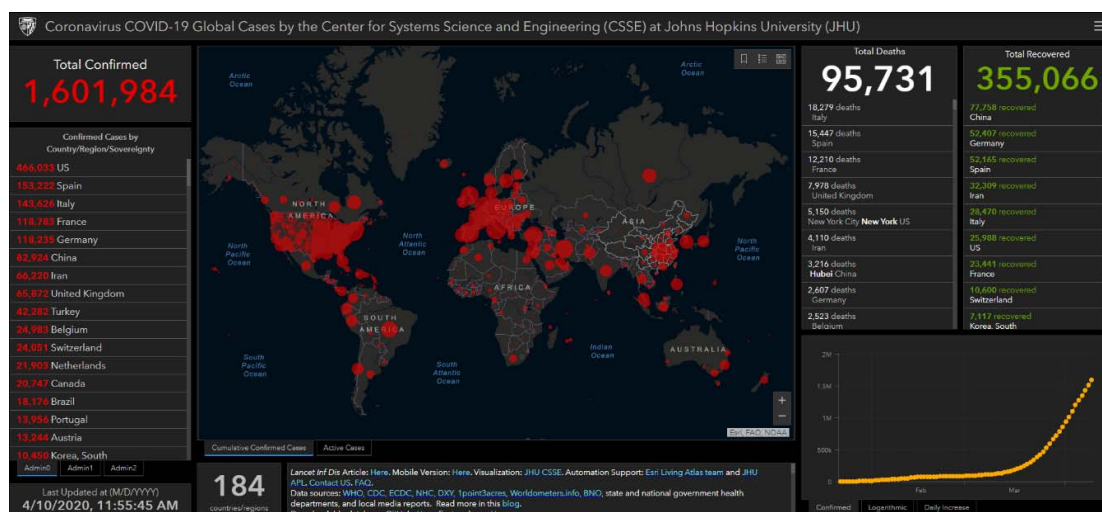 Coronavirus COVID-19 Global Cases by the Center for Systems Science and Engineering (CSSE) at Johns Hopkins University (JHU)
Total Confirmed
1,601,984
Confirmed Cases by
Country/Region/Sovereignty
466,033 US
153,222 Spain
143,626 Italy
118,783 France
118,235 Germany
82,924 China
66,220 Iran
65,872 United Kingdom
42,282 Turkey
24,983 Belgium
24,051 Switzerland
21,903 Netherlands
20,747 Canada
18,176 Brazil
13,956 Portugal
13,244 Austria
10,450 Korea, South
Admin0 Admin1 Admin2
Last Updated at (M/D/YYYY)
4/10/2020, 11:55:45 AM
Arctic
Ocean
Arctic
Ocean
NORTH
AMERICA
EUROPE
ASIA
North
Pacific
Ocean
North
Atlantic
Ocean
North
Pacific
Ocean
AFRICA
SOUTH
AMERICA
Indian
Ocean
AUSTRALIA
South
Pacific
Ocean
South
Atlantic
Ocean
+
−
Esri, FAO, NOAA
Cumulative Confirmed Cases Active Cases
184
countries/regions
Lancet Inf Dis Article: Here. Mobile Version: Here. Visualization: JHU CSSE. Automation Support: Esri Living Atlas team and JHU
APL. Contact US. FAQ.
Data sources: WHO, CDC, ECDC, NHC, DXY, 1point3acres, Worldometers.info, BNO, state and national government health
departments, and local media reports. Read more in this blog.
Total Deaths
95,731
18,279 deaths
Italy
15,447 deaths
Spain
12,210 deaths
France
7,978 deaths
United Kingdom
5,150 deaths
New York City New York US
4,110 deaths
Iran
3,216 deaths
Hubei China
2,607 deaths
Germany
2,523 deaths
Belgium
Total Recovered
355,066
77,758 recovered
China
52,407 recovered
Germany
52,165 recovered
Spain
32,309 recovered
Iran
28,470 recovered
Italy
25,988 recovered
US
23,441 recovered
France
10,600 recovered
Switzerland
7,117 recovered
Korea, South
2M
1.5M
1M
500k
0
Feb Mar
Confirmed Logarithmic Daily Increase